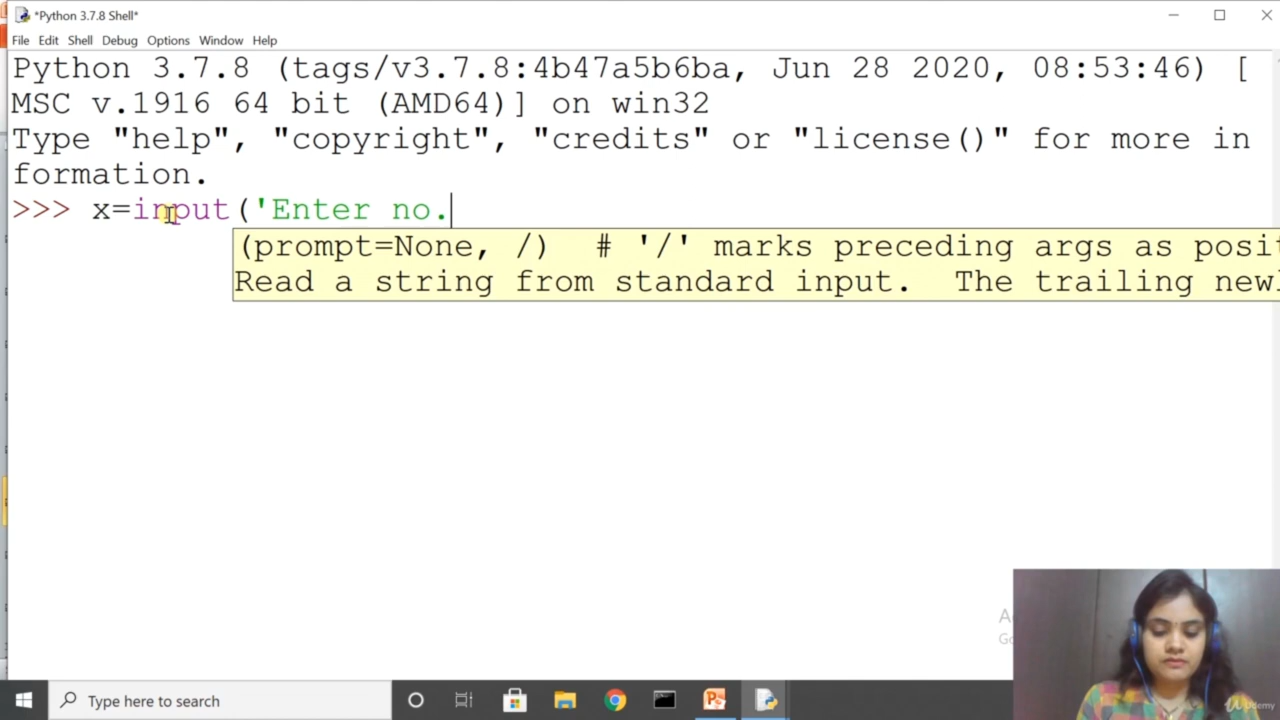 *Python 3.7.8 Shell*
File Edit Shell Debug Options Window Help
Python 3.7.8 (tags/v3.7.8:4b47a5b6ba, Jun 28 2020, 08:53:46) [
MSC v.1916 64 bit (AMD64)] on win32
Type "help", "copyright", "credits" or "license()" for more in
formation.
>>> x=input('Enter no.
(prompt=None, /)  # '/' marks preceding args as posit
Read a string from standard input.  The trailing newl
Type here to search
Udemy